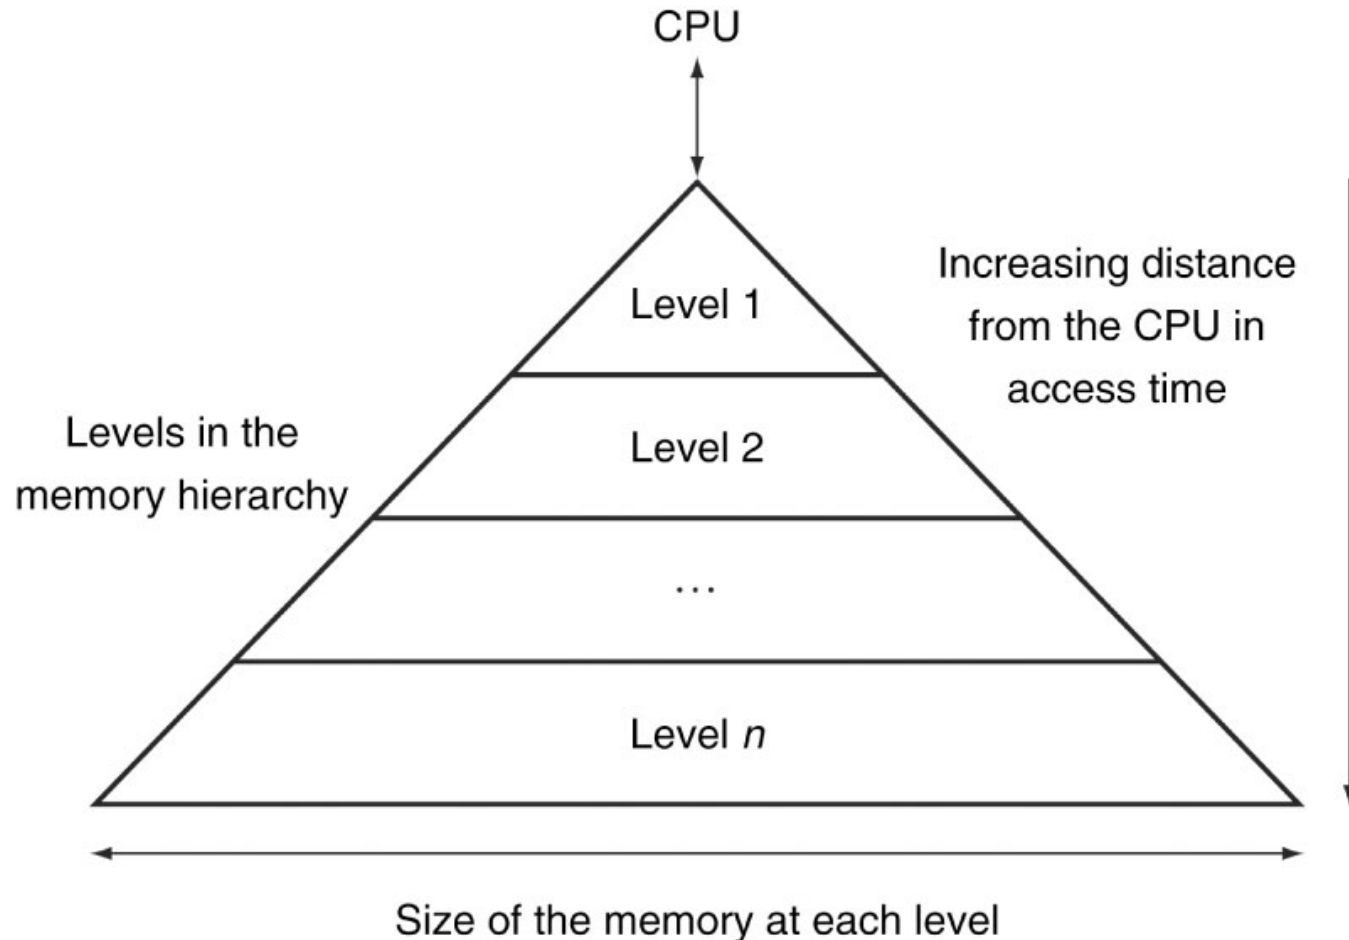 CPU
Level 1
Increasing distance
from the CPU in
access time
Levels in the
memory hierarchy
Level 2
...
Level n
Size of the memory at each level